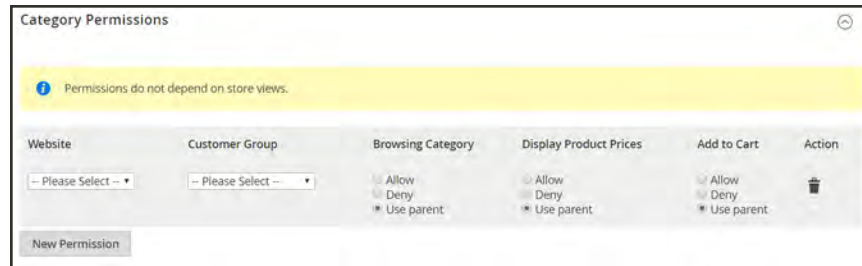 Category Permissions
Permissions do not depend on store views.
Website Customer Group Browsing Category Display Product Prices Add to Cart Action
-- Please Select -- -- Please Select -- Allow Allow Allow
Deny Deny Deny
Use parent Use parent Use parent
New Permission